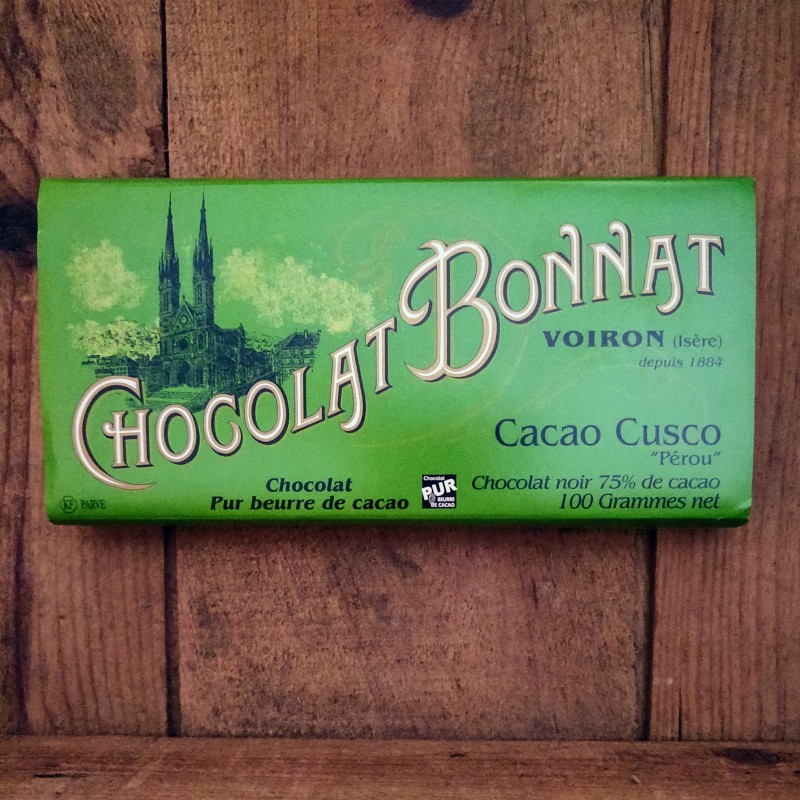 CHOCOLAT BONNAT
VOIRON (Isère)
depuis 1884
Cacao Cusco
"Pérou"
Chocolat noir 75% de cacao
100 Grammes net
Chocolat
Pur beurre de cacao
Chocolat
PUR
BEURRE
DE CACAO
KF PARVE